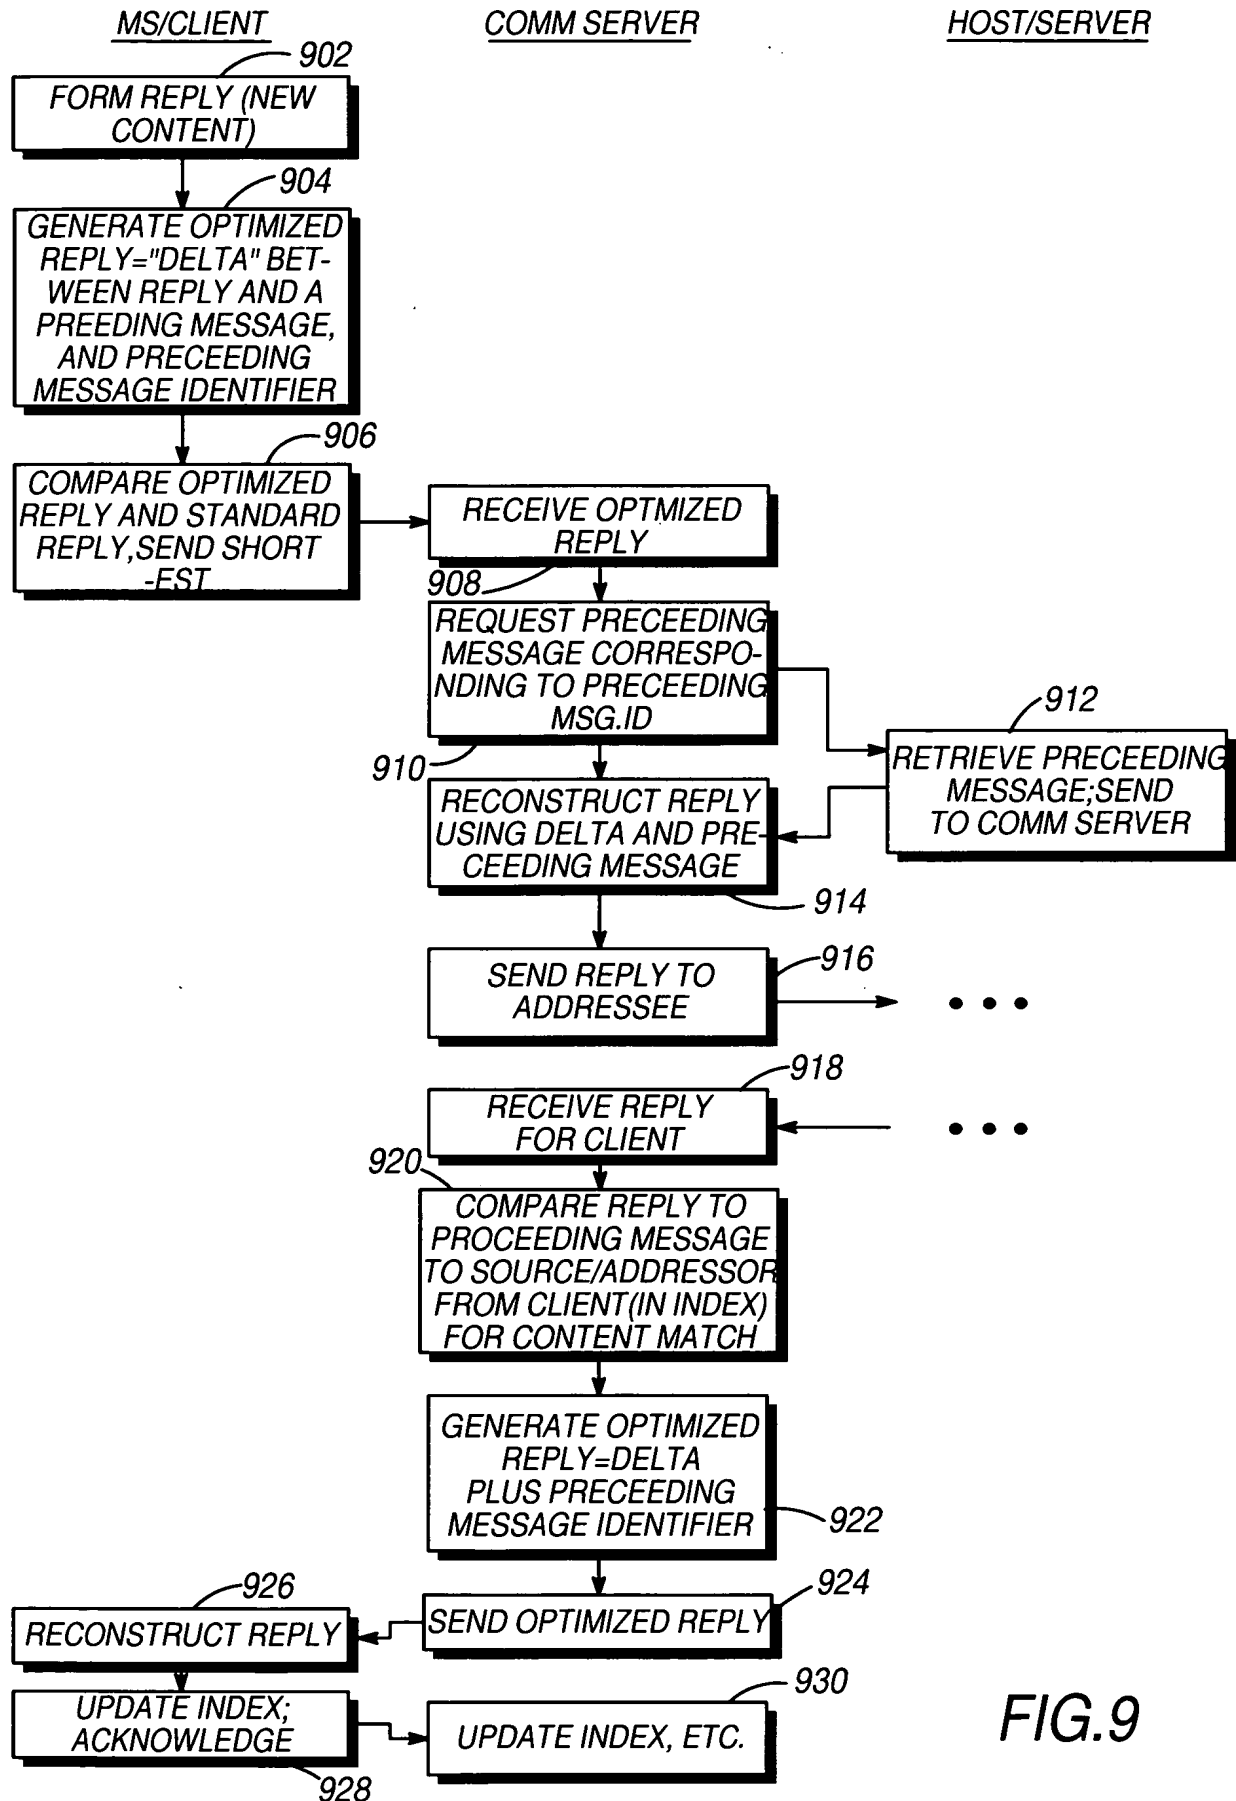 MS/CLIENT
COMM SERVER
HOST/SERVER
902
FORM REPLY (NEW
CONTENT)
904
GENERATE OPTIMIZED
REPLY="DELTA" BET-
WEEN REPLY AND A
PREEDING MESSAGE,
AND PRECEEDING
MESSAGE IDENTIFIER
906
COMPARE OPTIMIZED
REPLY AND STANDARD
REPLY,SEND SHORT
-EST
RECEIVE OPTMIZED
REPLY
908
REQUEST PRECEEDING
MESSAGE CORRESPO-
NDING TO PRECEEDING
MSG.ID
910
912
RETRIEVE PRECEEDING
MESSAGE;SEND
TO COMM SERVER
RECONSTRUCT REPLY
USING DELTA AND PRE-
CEEDING MESSAGE
914
SEND REPLY TO
ADDRESSEE
916
918
RECEIVE REPLY
FOR CLIENT
920
COMPARE REPLY TO
PROCEEDING MESSAGE
TO SOURCE/ADDRESSOR
FROM CLIENT(IN INDEX)
FOR CONTENT MATCH
GENERATE OPTIMIZED
REPLY=DELTA
PLUS PRECEEDING
MESSAGE IDENTIFIER
922
924
SEND OPTIMIZED REPLY
926
RECONSTRUCT REPLY
UPDATE INDEX;
ACKNOWLEDGE
928
930
UPDATE INDEX, ETC.
FIG.9